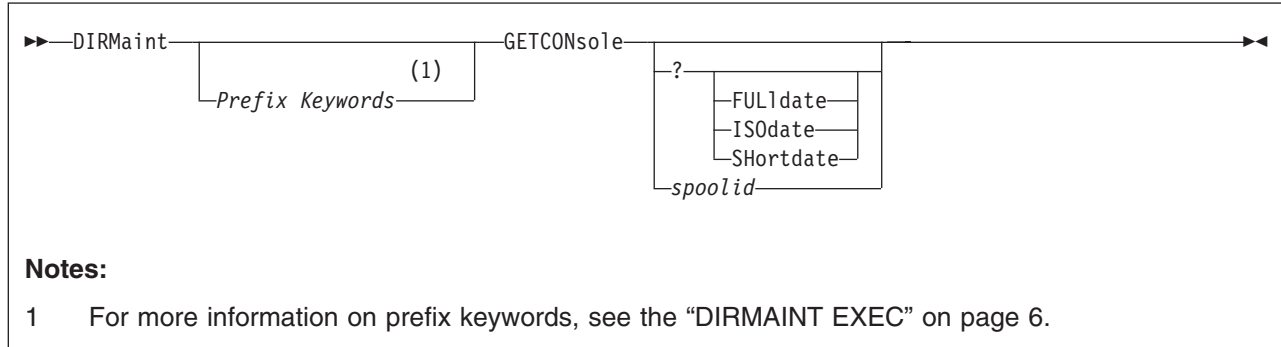 DIRMaint GETCONsole
(1) ?
Prefix Keywords FULldate
ISOdate
SHortdate
spoolid
Notes:
1 For more information on prefix keywords, see the “DIRMAINT EXEC” on page 6.